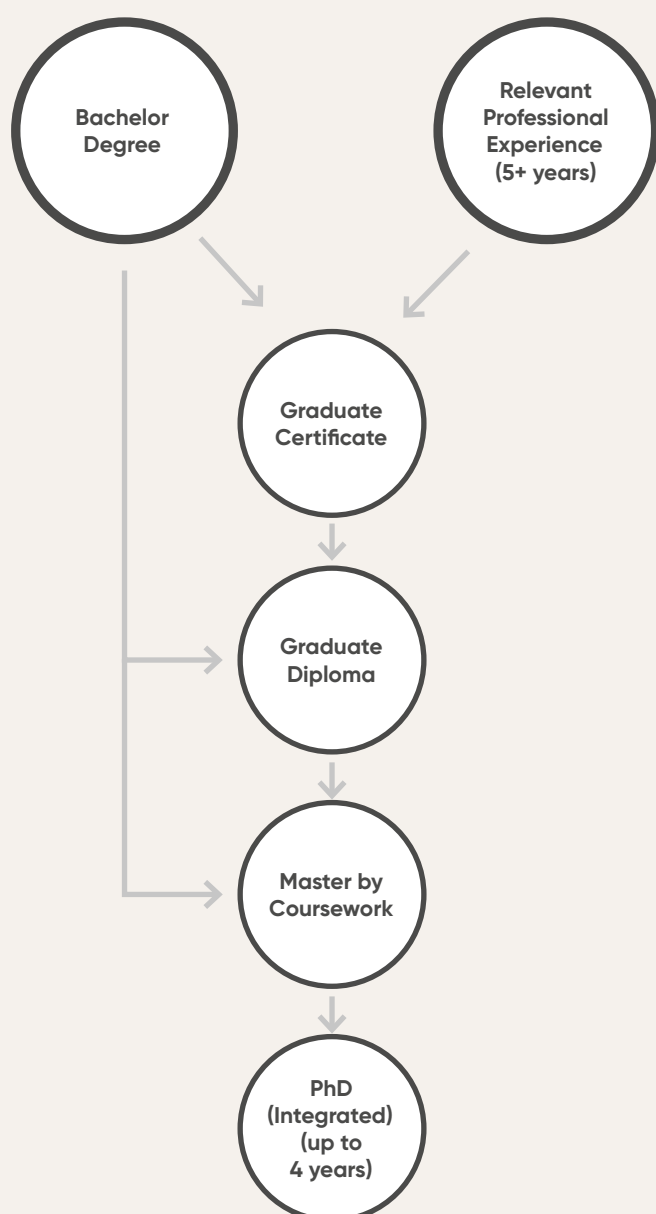 Bachelor
Degree
Relevant
Professional
Experience
(5+ years)
Graduate
Certificate
Graduate
Diploma
Master by
Coursework
PhD
(Integrated)
(up to
4 years)